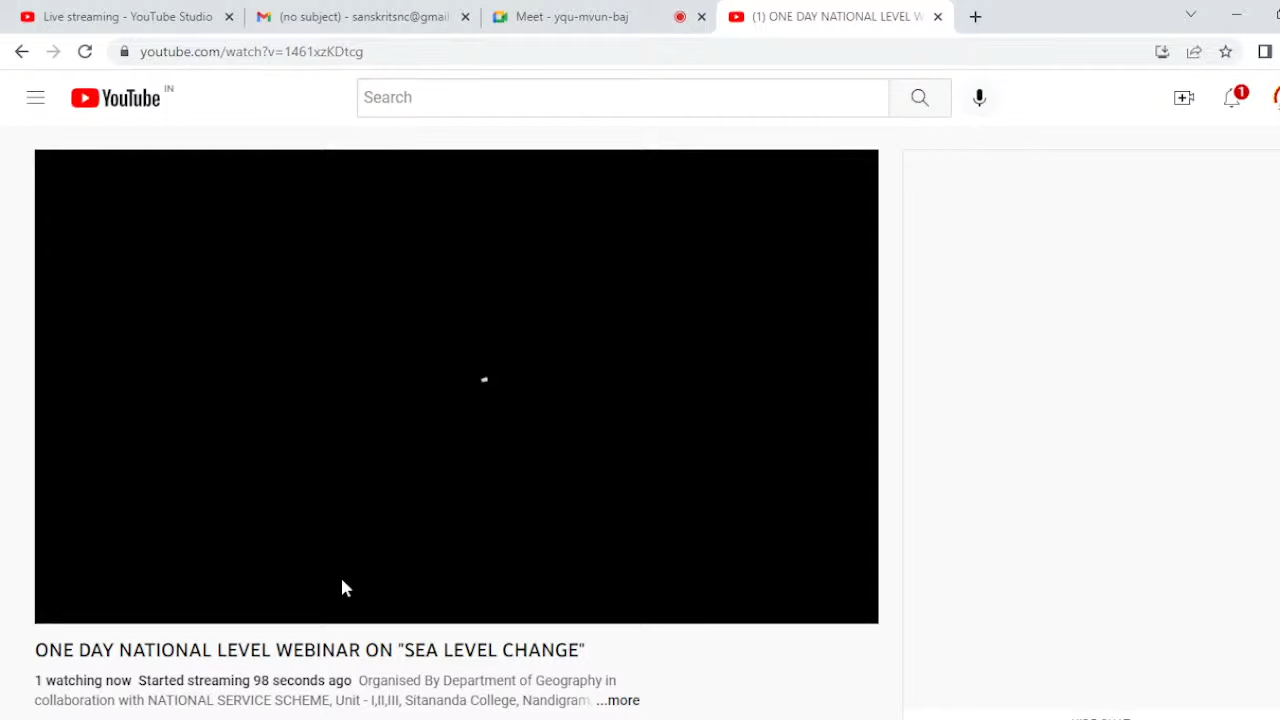 Live streaming - YouTube Studio
(no subject) - sanskritsnc@gmail
Meet - yqu-mvun-baj
(1) ONE DAY NATIONAL LEVEL W
youtube.com/watch?v=1461xzKDtcg
YouTube IN
Search
1
ONE DAY NATIONAL LEVEL WEBINAR ON "SEA LEVEL CHANGE"
1 watching now Started streaming 98 seconds ago Organised By Department of Geography in
collaboration with NATIONAL SERVICE SCHEME, Unit - I,II,III, Sitananda College, Nandigram, ...more